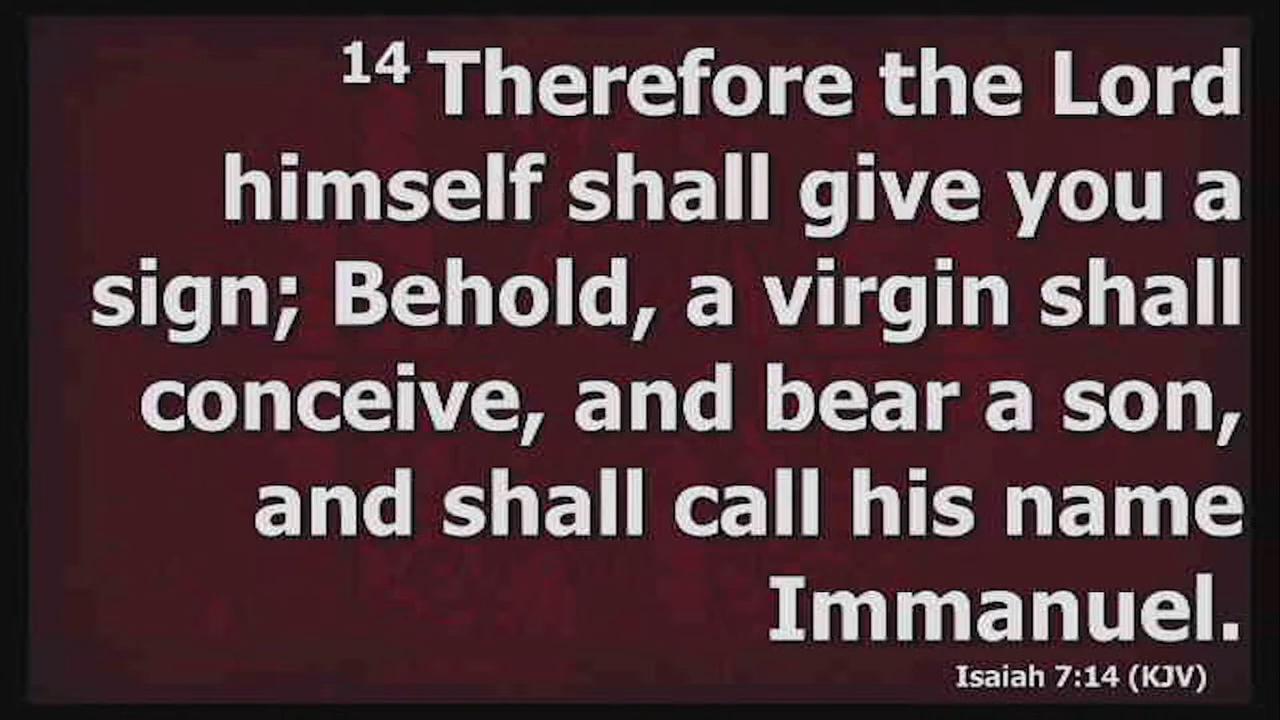 14 Therefore the Lord
himself shall give you a
sign; Behold, a virgin shall
conceive, and bear a son,
and shall call his name
Immanuel.
Isaiah 7:14 (KJV)